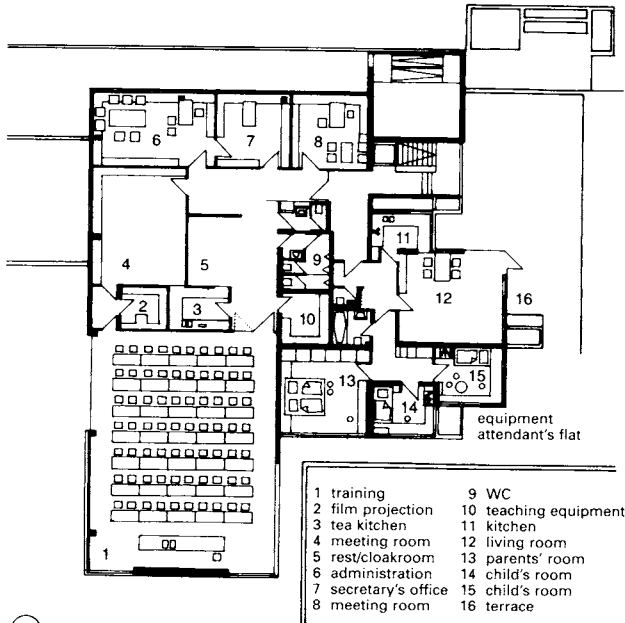 6
7
8
11
4
5
9
12
16
2
3
10
13
15
14
equipment
attendant's flat
1
1 training
2 film projection
3 tea kitchen
4 meeting room
5 rest/cloakroom
6 administration
7 secretary's office
8 meeting room
9 WC
10 teaching equipment
11 kitchen
12 living room
13 parents' room
14 child's room
15 child's room
16 terrace